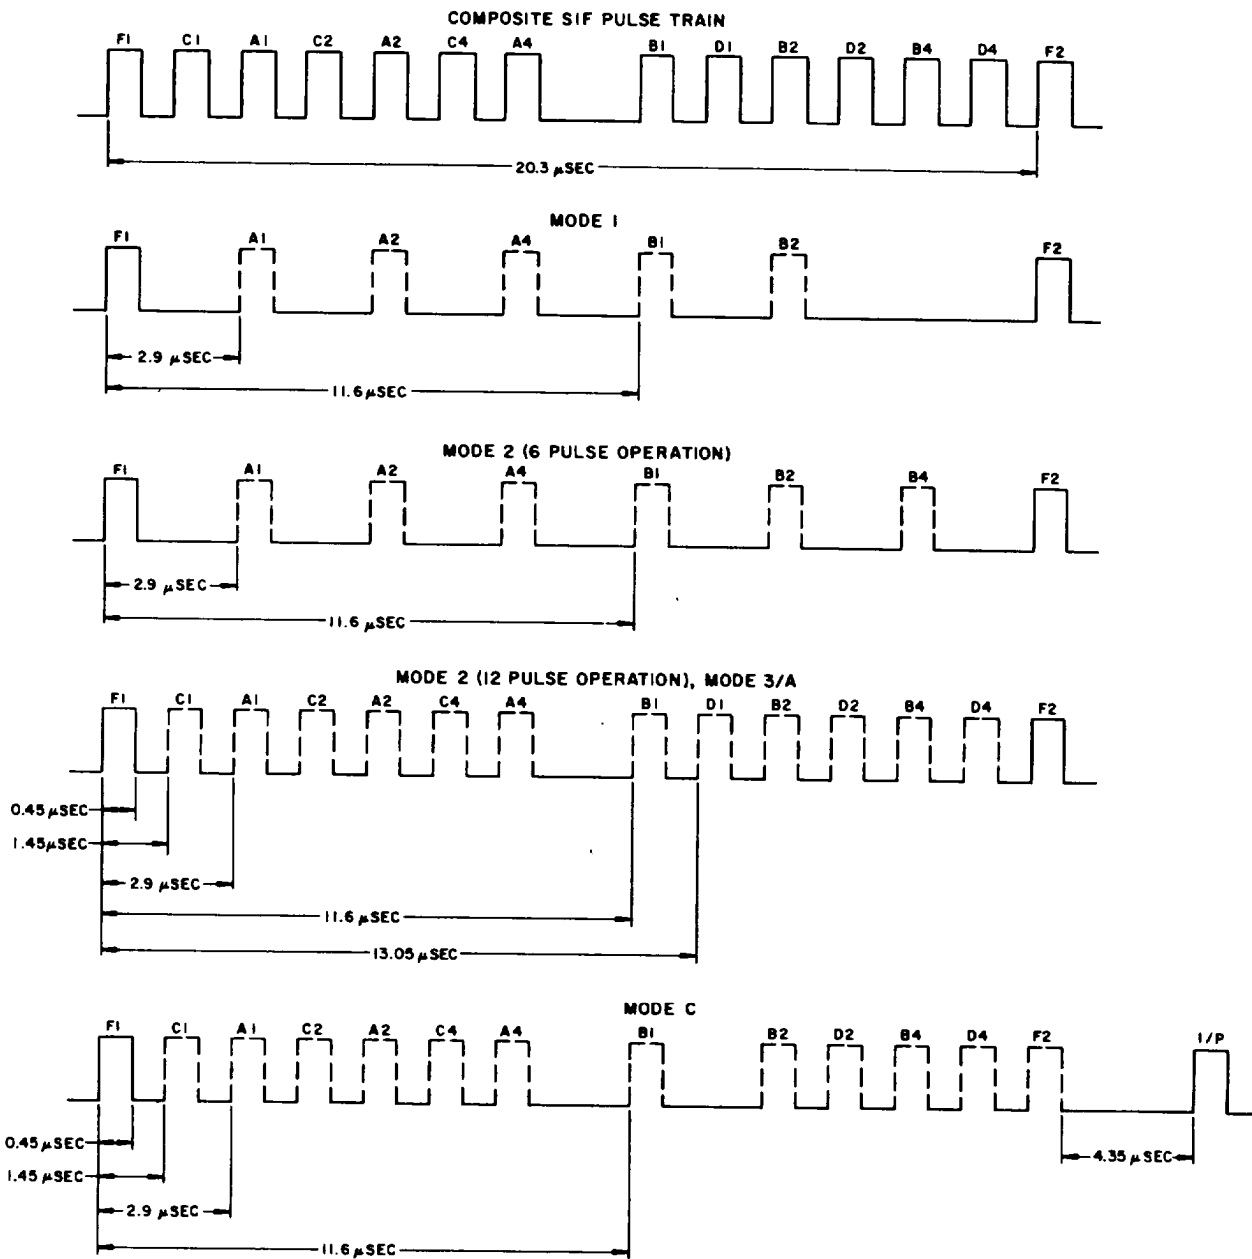 COMPOSITE SIF PULSE TRAIN
F1 C1 A1 C2 A2 C4 A4 B1 D1 B2 D2 B4 D4 F2
20.3 μSEC
MODE 1
F1 A1 A2 A4 B1 B2 F2
2.9 μSEC
11.6 μSEC
MODE 2 (6 PULSE OPERATION)
F1 A1 A2 A4 B1 B2 B4 F2
2.9 μSEC
11.6 μSEC
MODE 2 (12 PULSE OPERATION), MODE 3/A
F1 C1 A1 C2 A2 C4 A4 B1 D1 B2 D2 B4 D4 F2
0.45 μSEC
1.45 μSEC
2.9 μSEC
11.6 μSEC
13.05 μSEC
MODE C
F1 C1 A1 C2 A2 C4 A4 B1 B2 D2 B4 D4 F2 I/P
0.45 μSEC
4.35 μSEC
1.45 μSEC
2.9 μSEC
11.6 μSEC